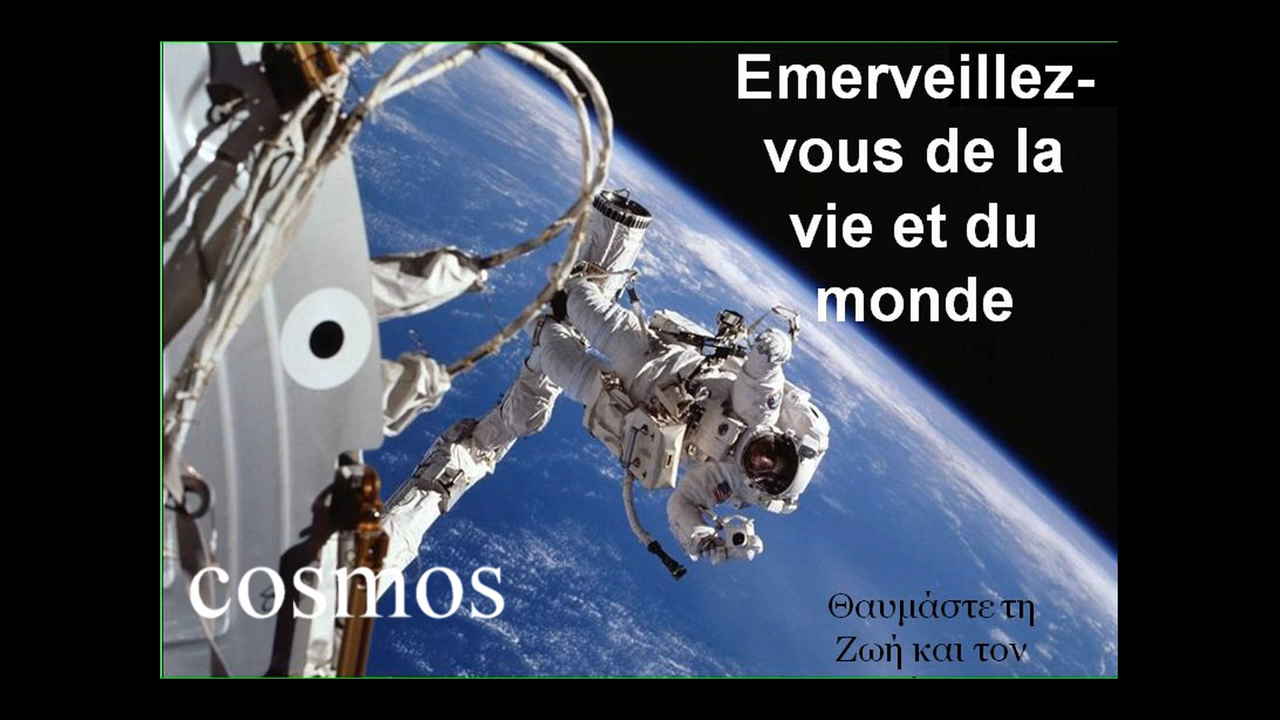 Emerveillez-
vous de la
vie et du
monde
cosmos
Θαυμάστε τη
Ζωή και τον